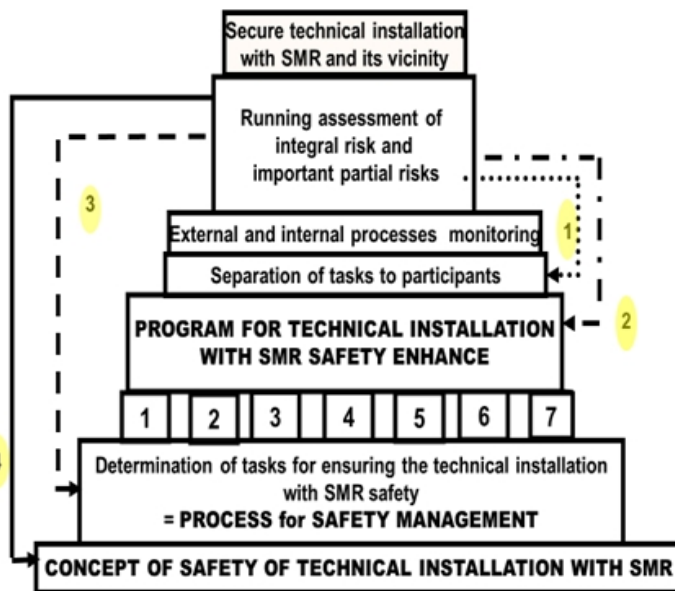 Secure technical installation
with SMR and its vicinity
Running assessment of
integral risk and
important partial risks
3
External and internal processes monitoring
1
Separation of tasks to participants
PROGRAM FOR TECHNICAL INSTALLATION
WITH SMR SAFETY ENHANCE
2
1 2 3 4 5 6 7
Determination of tasks for ensuring the technical installation
with SMR safety
= PROCESS for SAFETY MANAGEMENT
4
CONCEPT OF SAFETY OF TECHNICAL INSTALLATION WITH SMR